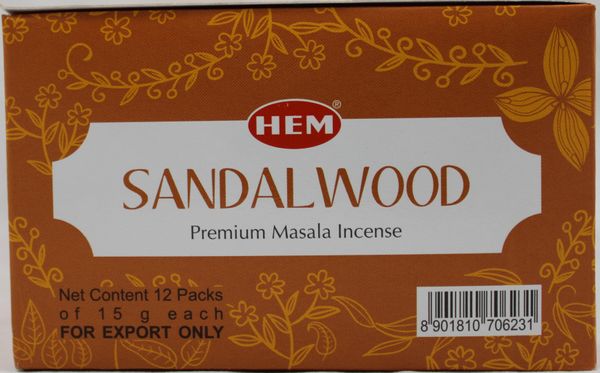 HEM®
SANDALWOOD
Premium Masala Incense
Net Content 12 Packs
of 15 g each
FOR EXPORT ONLY
8 901810 706231